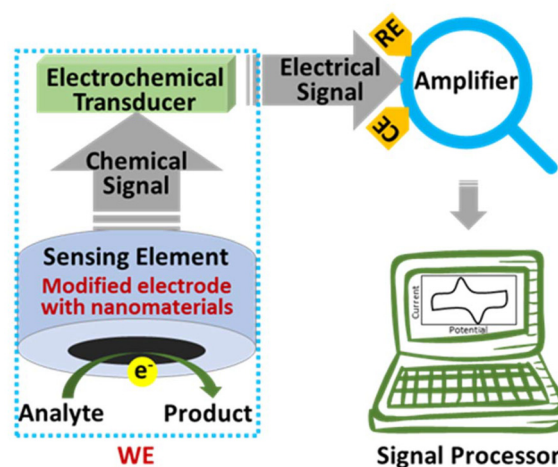 Electrochemical
Transducer
Electrical
Signal
RE
CE
Amplifier
Chemical
Signal
Sensing Element
Modified electrode
with nanomaterials
e-
Analyte
Product
WE
Current
Potential
Signal Processor